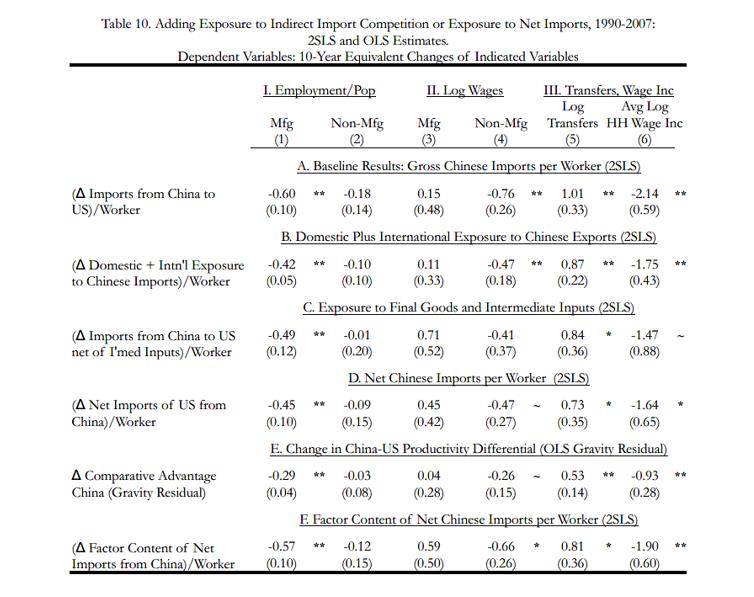 Table 10. Adding Exposure to Indirect Import Competition or Exposure to Net Imports, 1990-2007:
2SLS and OLS Estimates.
Dependent Variables: 10-Year Equivalent Changes of Indicated Variables
I. Employment/Pop II. Log Wages III. Transfers, Wage Inc
Log Avg Log
Mfg Non-Mfg Mfg Non-Mfg Transfers HH Wage Inc
(1) (2) (3) (4) (5) (6)
A. Baseline Results: Gross Chinese Imports per Worker (2SLS)
(Δ Imports from China to -0.60 ** -0.18 0.15 -0.76 ** 1.01 ** -2.14 **
US)/Worker (0.10) (0.14) (0.48) (0.26) (0.33) (0.59)
B. Domestic Plus International Exposure to Chinese Exports (2SLS)
(Δ Domestic + Intn'l Exposure -0.42 ** -0.10 0.11 -0.47 ** 0.87 ** -1.75 **
to Chinese Imports)/Worker (0.05) (0.10) (0.33) (0.18) (0.22) (0.43)
C. Exposure to Final Goods and Intermediate Inputs (2SLS)
(Δ Imports from China to US -0.49 ** -0.01 0.71 -0.41 0.84 * -1.47 ~
net of I'med Inputs)/Worker (0.12) (0.20) (0.52) (0.37) (0.36) (0.88)
D. Net Chinese Imports per Worker (2SLS)
(Δ Net Imports of US from -0.45 ** -0.09 0.45 -0.47 ~ 0.73 * -1.64 *
China)/Worker (0.10) (0.15) (0.42) (0.27) (0.35) (0.65)
E. Change in China-US Productivity Differential (OLS Gravity Residual)
Δ Comparative Advantage -0.29 ** -0.03 0.04 -0.26 ~ 0.53 ** -0.93 **
China (Gravity Residual) (0.04) (0.08) (0.28) (0.15) (0.14) (0.28)
F. Factor Content of Net Chinese Imports per Worker (2SLS)
(Δ Factor Content of Net -0.57 ** -0.12 0.59 -0.66 * 0.81 * -1.90 **
Imports from China)/Worker (0.10) (0.15) (0.50) (0.26) (0.36) (0.60)